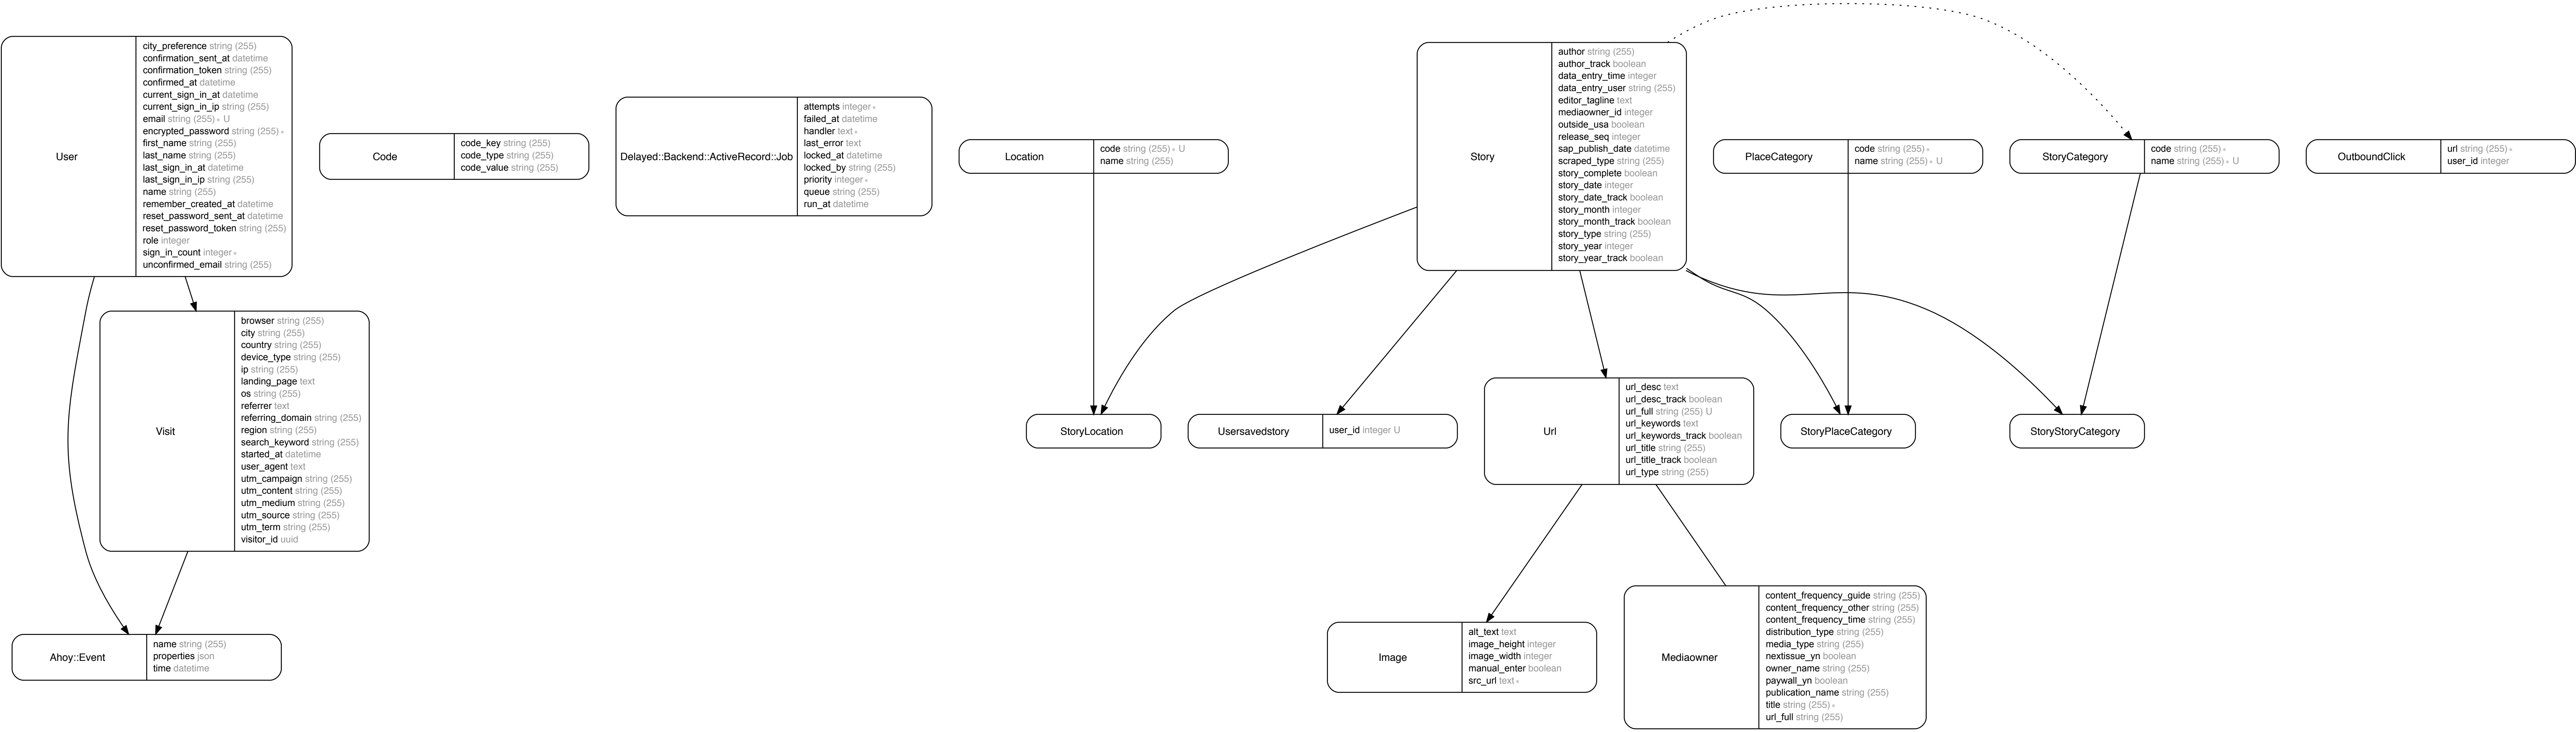 User
city_preference string (255)
confirmation_sent_at datetime
confirmation_token string (255)
confirmed_at datetime
current_sign_in_at datetime
current_sign_in_ip string (255)
email string (255) ∗ U
encrypted_password string (255) ∗
first_name string (255)
last_name string (255)
last_sign_in_at datetime
last_sign_in_ip string (255)
name string (255)
remember_created_at datetime
reset_password_sent_at datetime
reset_password_token string (255)
role integer
sign_in_count integer ∗
unconfirmed_email string (255)
Code
code_key string (255)
code_type string (255)
code_value string (255)
Delayed::Backend::ActiveRecord::Job
attempts integer ∗
failed_at datetime
handler text ∗
last_error text
locked_at datetime
locked_by string (255)
priority integer ∗
queue string (255)
run_at datetime
Location
code string (255) ∗ U
name string (255)
Story
author string (255)
author_track boolean
data_entry_time integer
data_entry_user string (255)
editor_tagline text
mediaowner_id integer
outside_usa boolean
release_seq integer
sap_publish_date datetime
scraped_type string (255)
story_complete boolean
story_date integer
story_date_track boolean
story_month integer
story_month_track boolean
story_type string (255)
story_year integer
story_year_track boolean
PlaceCategory
code string (255) ∗
name string (255) ∗ U
StoryCategory
code string (255) ∗
name string (255) ∗ U
OutboundClick
url string (255) ∗
user_id integer
Visit
browser string (255)
city string (255)
country string (255)
device_type string (255)
ip string (255)
landing_page text
os string (255)
referrer text
referring_domain string (255)
region string (255)
search_keyword string (255)
started_at datetime
user_agent text
utm_campaign string (255)
utm_content string (255)
utm_medium string (255)
utm_source string (255)
utm_term string (255)
visitor_id uuid
StoryLocation
Usersavedstory
user_id integer U
Url
url_desc text
url_desc_track boolean
url_full string (255) U
url_keywords text
url_keywords_track boolean
url_title string (255)
url_title_track boolean
url_type string (255)
StoryPlaceCategory
StoryStoryCategory
Ahoy::Event
name string (255)
properties json
time datetime
Image
alt_text text
image_height integer
image_width integer
manual_enter boolean
src_url text ∗
Mediaowner
content_frequency_guide string (255)
content_frequency_other string (255)
content_frequency_time string (255)
distribution_type string (255)
media_type string (255)
nextissue_yn boolean
owner_name string (255)
paywall_yn boolean
publication_name string (255)
title string (255) ∗
url_full string (255)